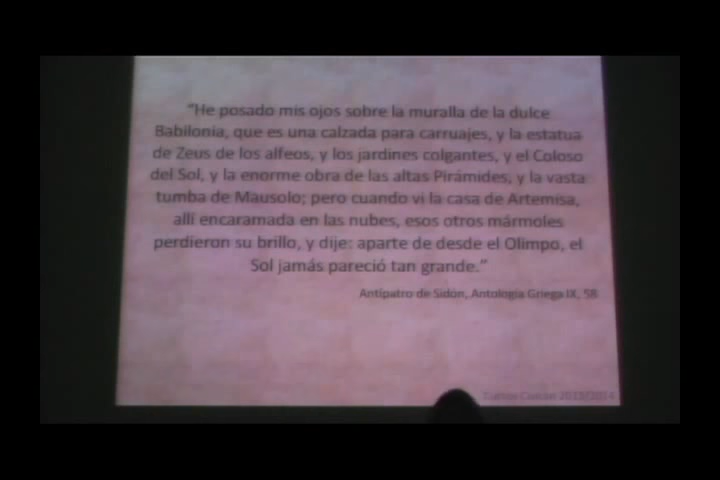 “He posado mis ojos sobre la muralla de la dulce
Babilonia, que es una calzada para carruajes, y la estatua
de Zeus de los alfeos, y los jardines colgantes, y el Coloso
del Sol, y la enorme obra de las altas Pirámides, y la vasta
tumba de Mausolo; pero cuando vi la casa de Artemisa,
allí encaramada en las nubes, esos otros mármoles
perdieron su brillo, y dije: aparte de desde el Olimpo, el
Sol jamás pareció tan grande.”
Antípatro de Sidón, Antología Griega IX, 58
2013/2014